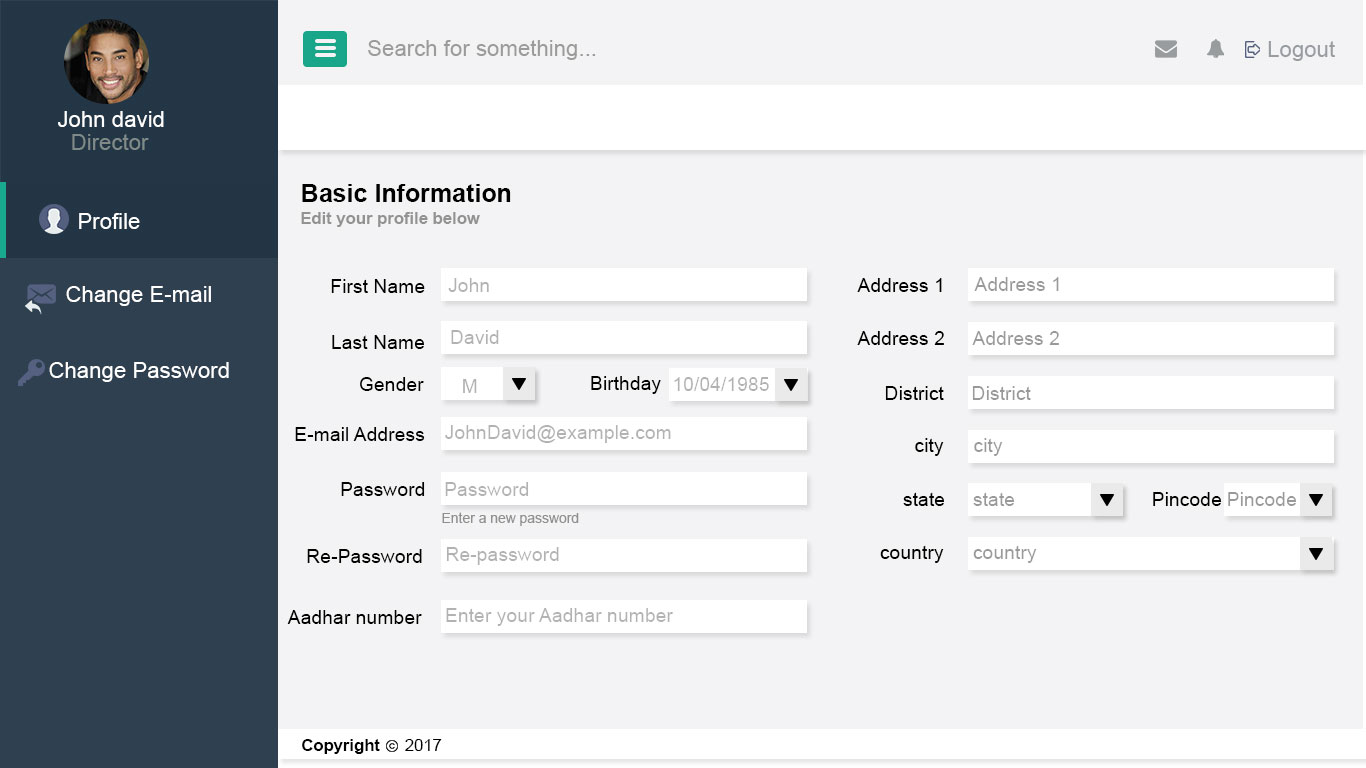 John david
Director
Profile
Change E-mail
Change Password
Search for something...
Logout
Basic Information
Edit your profile below
First Name John
Last Name David
Gender M Birthday 10/04/1985
E-mail Address JohnDavid@example.com
Password Password
Enter a new password
Re-Password Re-password
Aadhar number Enter your Aadhar number
Address 1 Address 1
Address 2 Address 2
District District
city city
state state Pincode Pincode
country country
Copyright © 2017